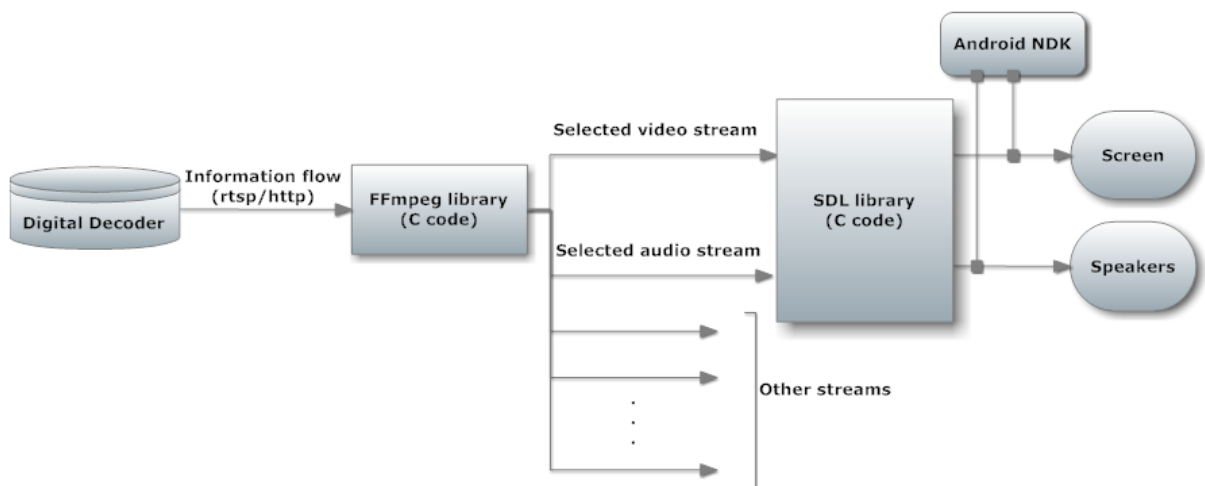 Android NDK
Selected video stream
Information flow
(rtsp/http)
Digital Decoder
FFmpeg library
(C code)
SDL library
(C code)
Screen
Selected audio stream
Speakers
Other streams